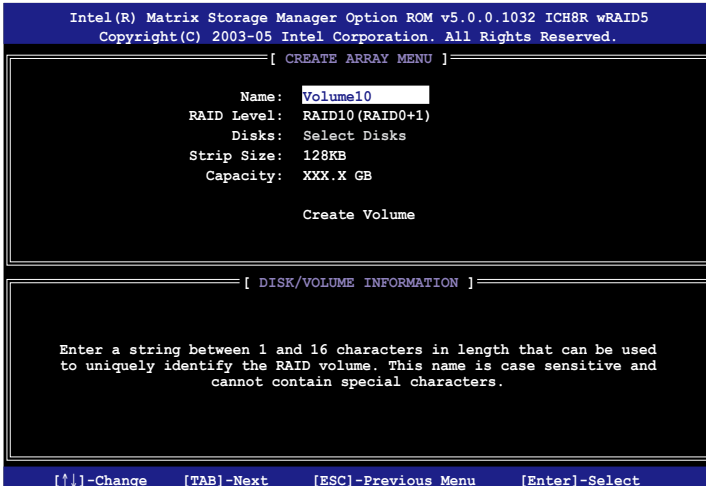 Intel(R) Matrix Storage Manager Option ROM v5.0.0.1032 ICH8R wRAID5
Copyright(C) 2003-05 Intel Corporation. All Rights Reserved.
[ CREATE ARRAY MENU ]
Name: Volume10
RAID Level: RAID10(RAID0+1)
Disks: Select Disks
Strip Size: 128KB
Capacity: XXX.X GB
Create Volume
[ DISK/VOLUME INFORMATION ]
Enter a string between 1 and 16 characters in length that can be used
to uniquely identify the RAID volume. This name is case sensitive and
cannot contain special characters.
[↑↓]-Change [TAB]-Next [ESC]-Previous Menu [Enter]-Select